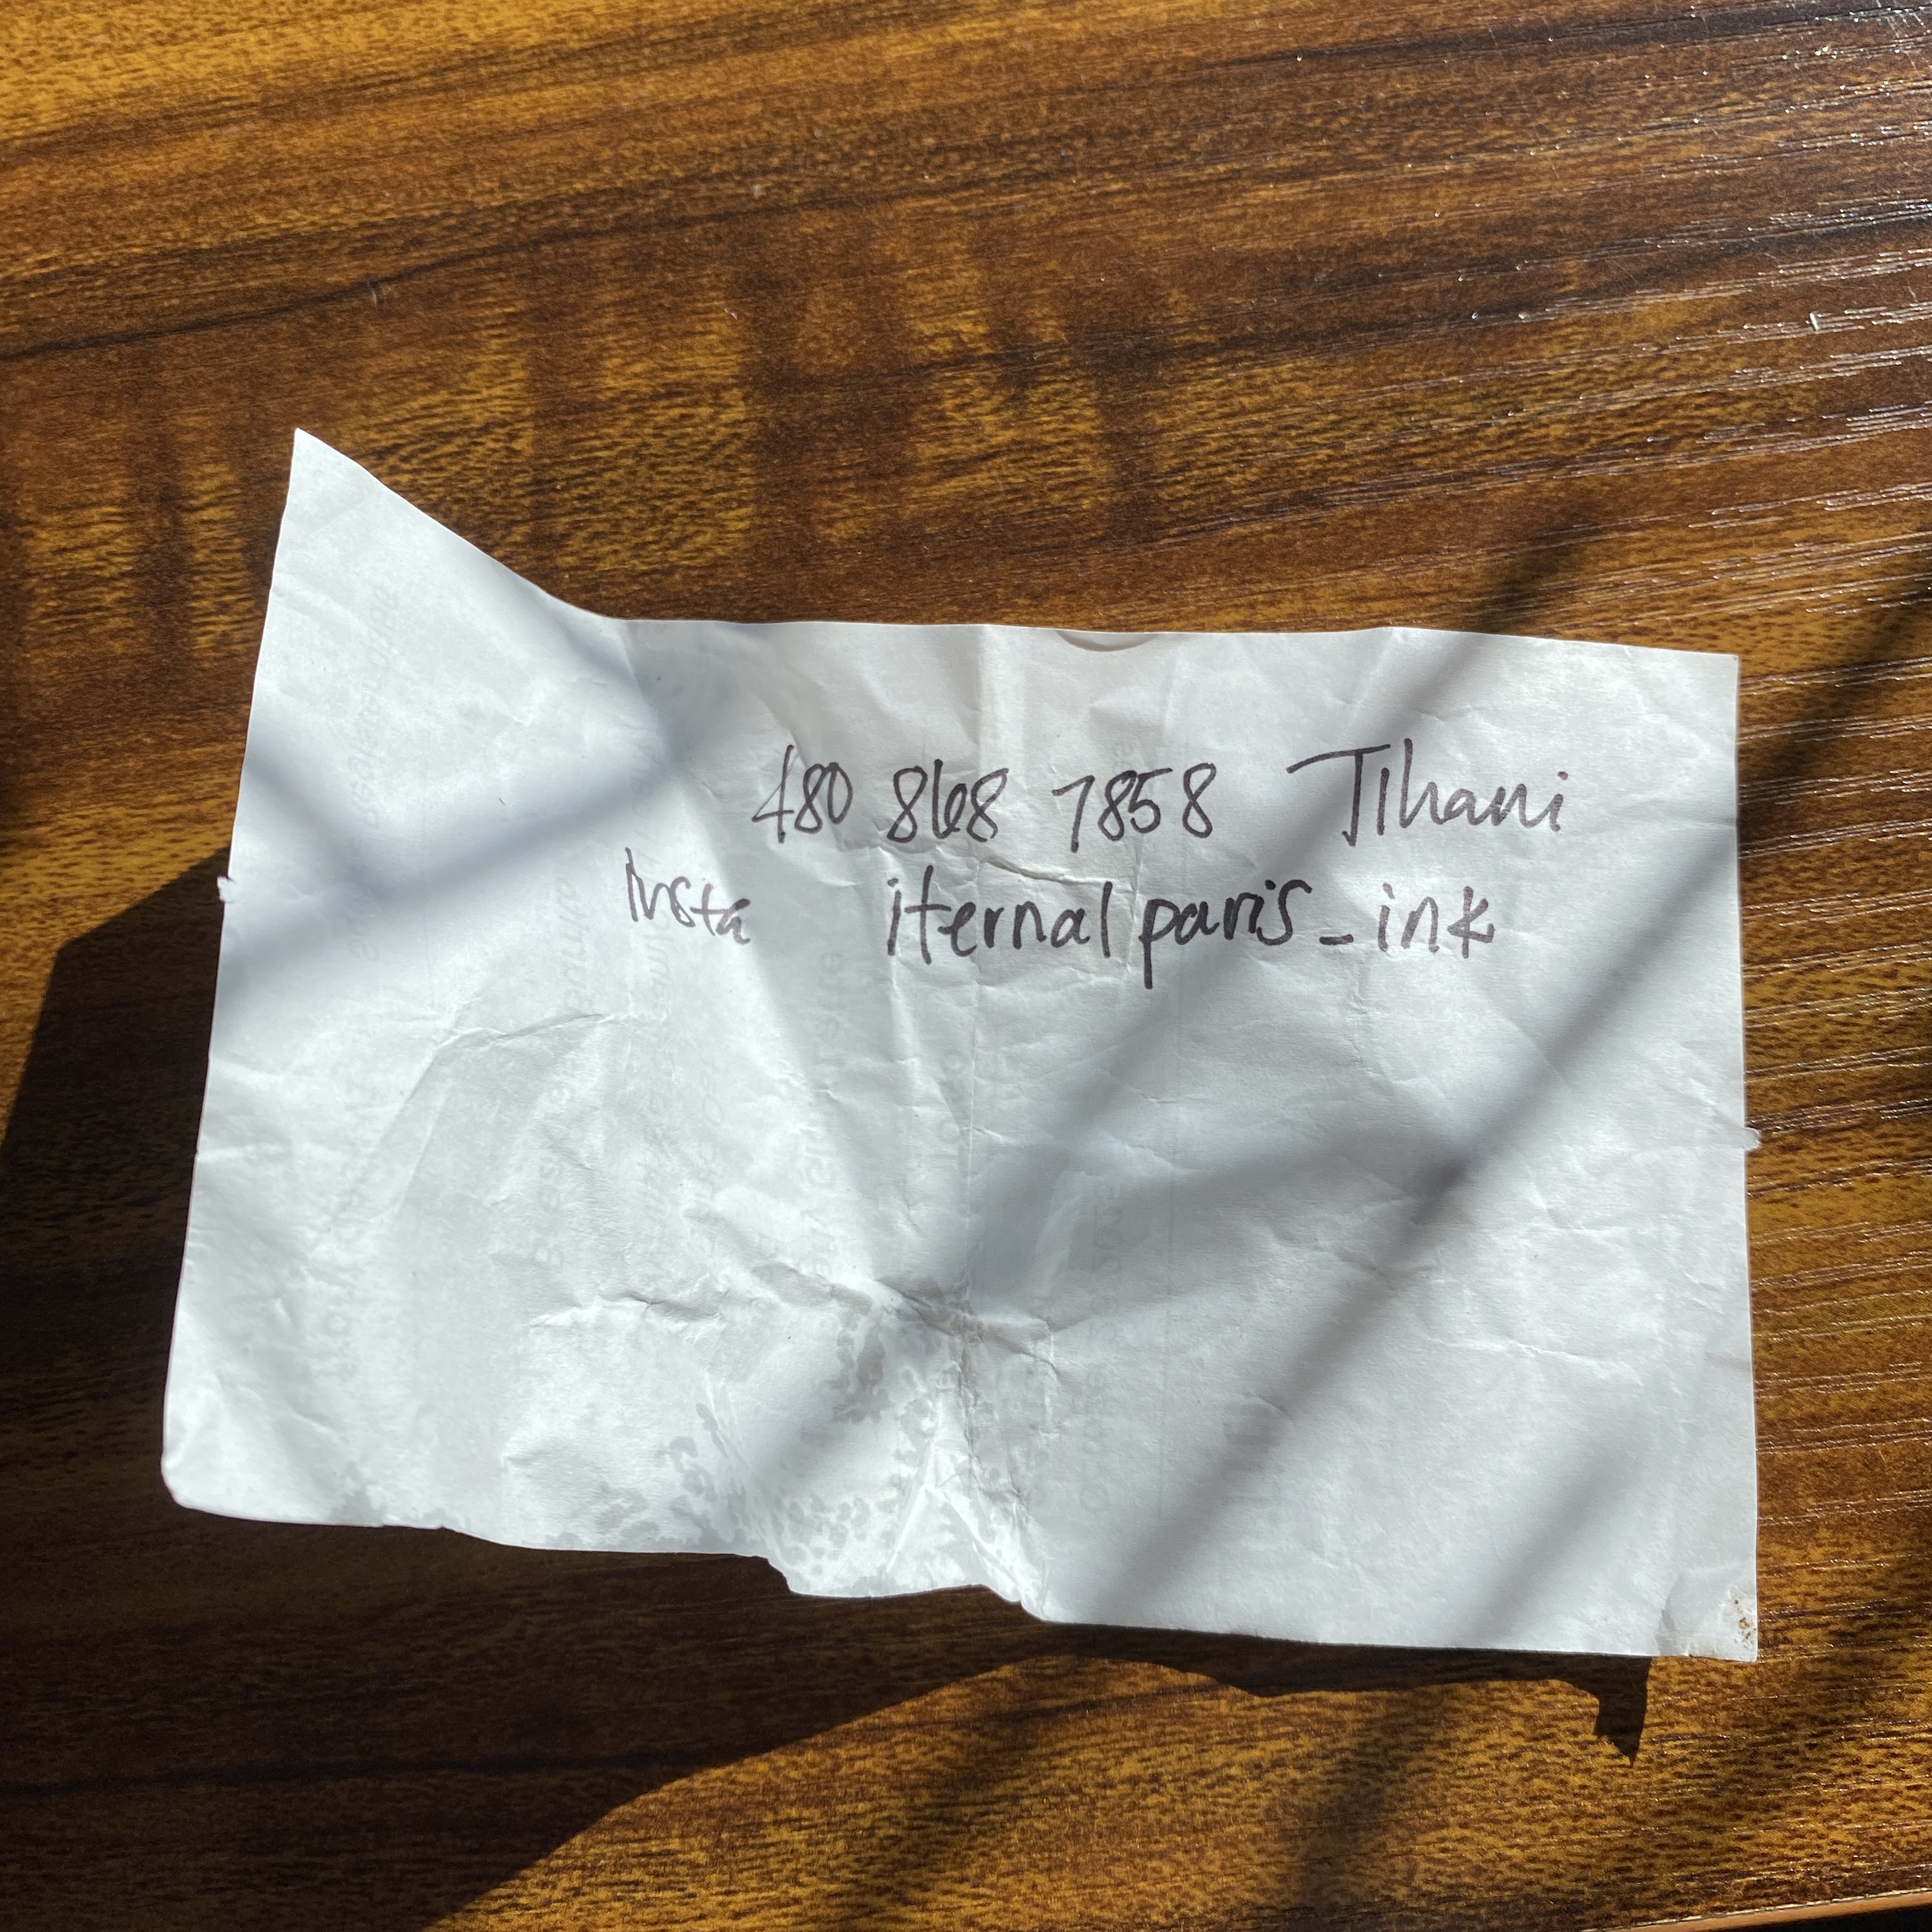 480 868 7858 Jihani
Insta iternalparis_ink